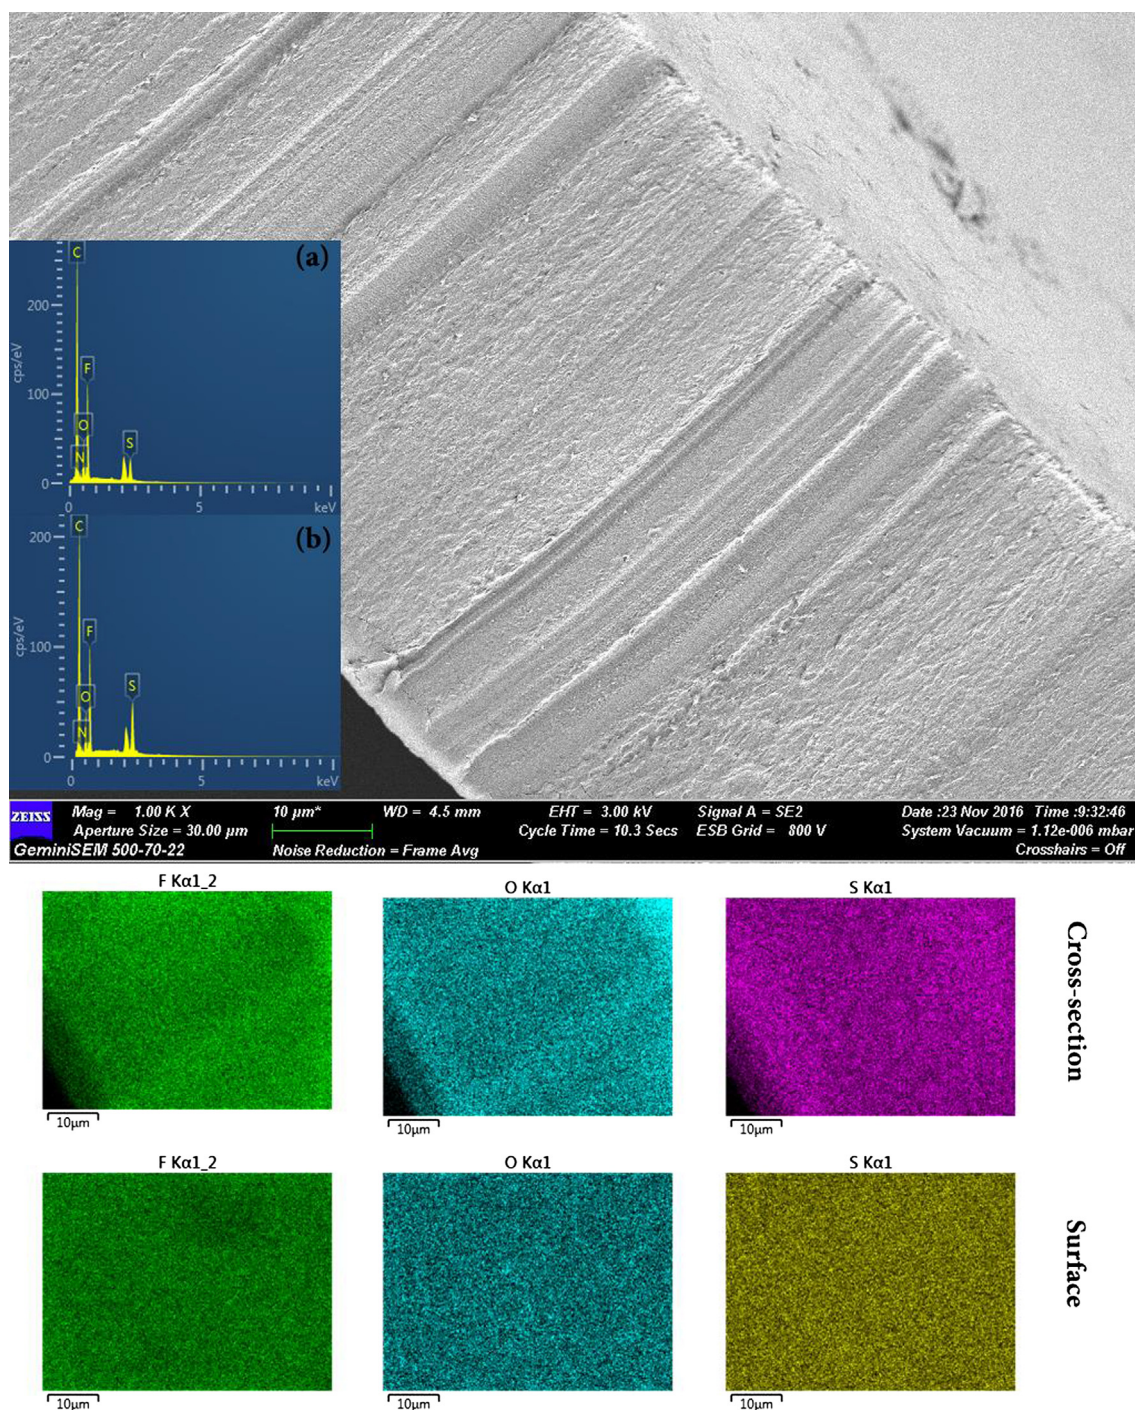 (a)
C
F
O
N
S
200
100
0
cps/eV
0
5
keV
(b)
C
F
O
N
S
200
100
0
cps/eV
0
5
keV
ZEISS
Mag = 1.00 K X
10 µm*
WD = 4.5 mm
EHT = 3.00 kV
Signal A = SE2
Date :23 Nov 2016 Time :9:32:46
Aperture Size = 30.00 µm
Cycle Time = 10.3 Secs
ESB Grid = 800 V
System Vacuum = 1.12e-006 mbar
GeminiSEM 500-70-22
Noise Reduction = Frame Avg
Crosshairs = Off
F Kα1_2
O Kα1
S Kα1
10µm
10µm
10µm
Cross-section
F Kα1_2
O Kα1
S Kα1
10µm
10µm
10µm
Surface